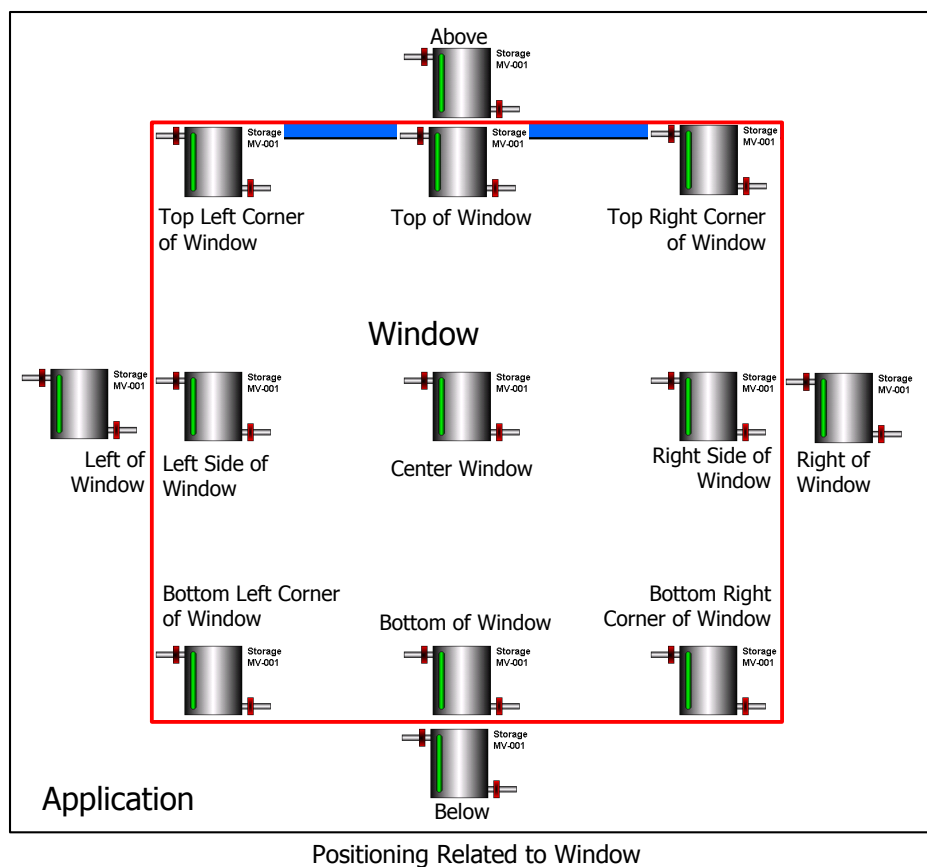 Above
Storage
MV-001
Storage
MV-001
Storage
MV-001
Storage
MV-001
Top Left Corner
of Window
Top of Window
Top Right Corner
of Window
Window
Storage
MV-001
Storage
MV-001
Storage
MV-001
Storage
MV-001
Storage
MV-001
Left of
Window
Left Side of
Window
Center Window
Right Side of
Window
Right of
Window
Bottom Left Corner
of Window
Bottom of Window
Bottom Right
Corner of Window
Storage
MV-001
Storage
MV-001
Storage
MV-001
Storage
MV-001
Application
Below
Positioning Related to Window